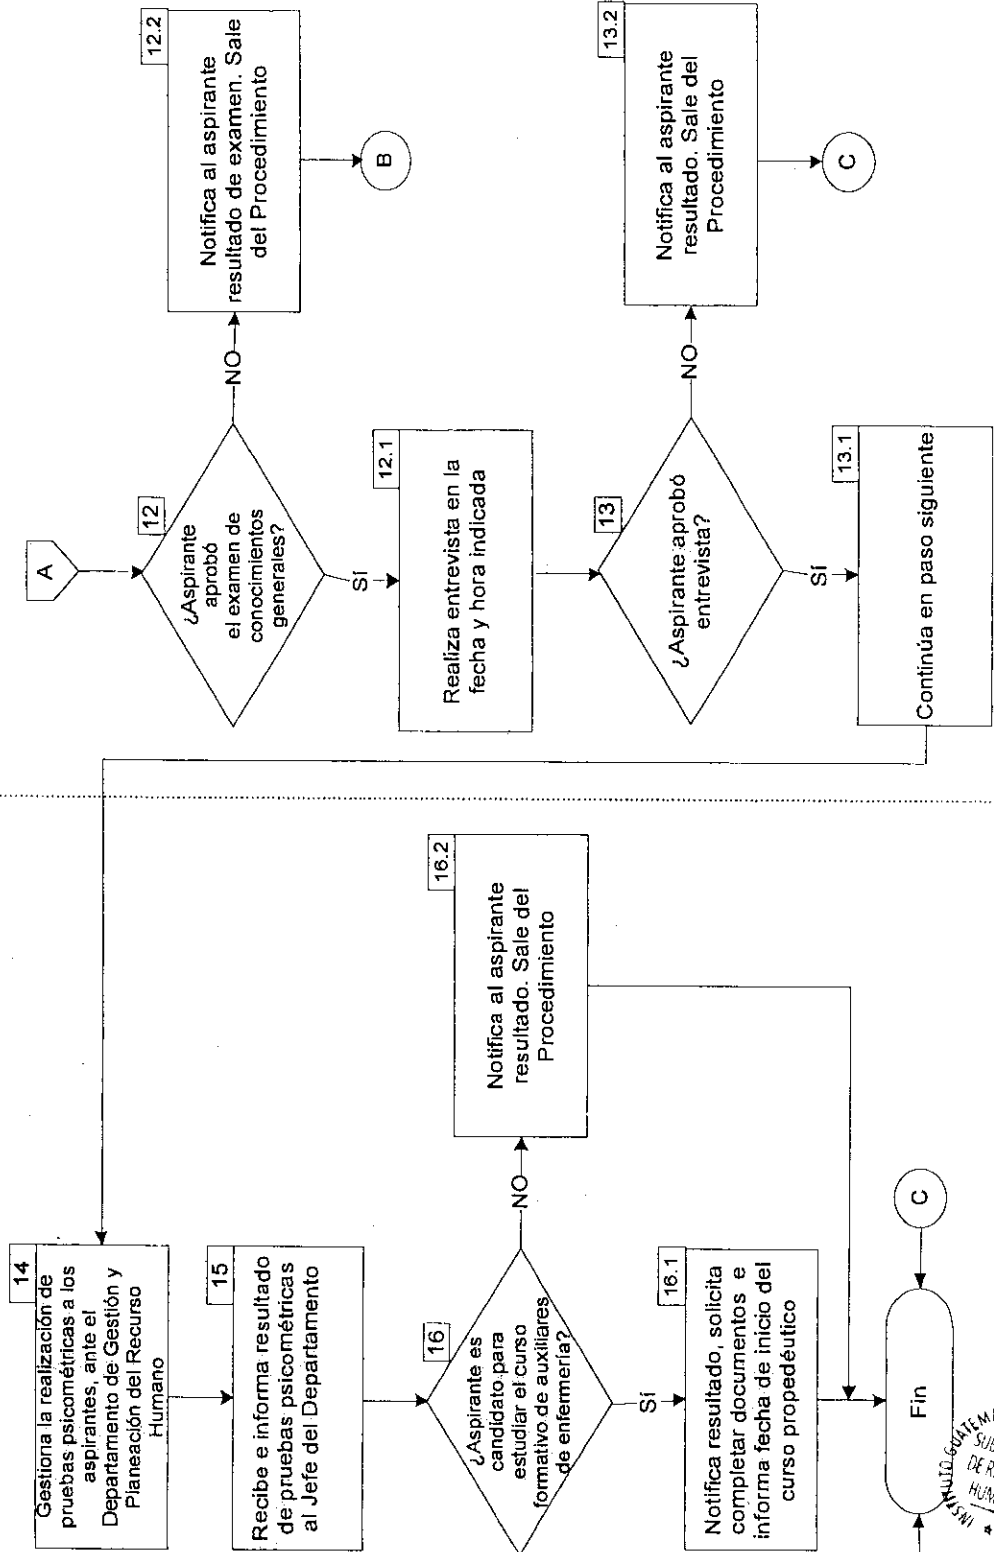 A
12
¿Aspirante
aprobó
el examen de
conocimientos
generales?
NO
12.2
Notifica al aspirante
resultado de examen. Sale
del Procedimiento
B
SÍ
12.1
Realiza entrevista en la
fecha y hora indicada
13
¿Aspirante aprobó
entrevista?
NO
13.2
Notifica al aspirante
resultado. Sale del
Procedimiento
C
SÍ
13.1
Continúa en paso siguiente
14
Gestiona la realización de
pruebas psicométricas a los
aspirantes, ante el
Departamento de Gestión y
Planeación del Recurso
Humano
15
Recibe e informa resultado
de pruebas psicométricas
al Jefe del Departamento
16
¿Aspirante es
candidato para
estudiar el curso
formativo de auxiliares
de enfermería?
NO
16.2
Notifica al aspirante
resultado. Sale del
Procedimiento
SÍ
16.1
Notifica resultado, solicita
completar documentos e
informa fecha de inicio del
curso propedéutico
C
Fin